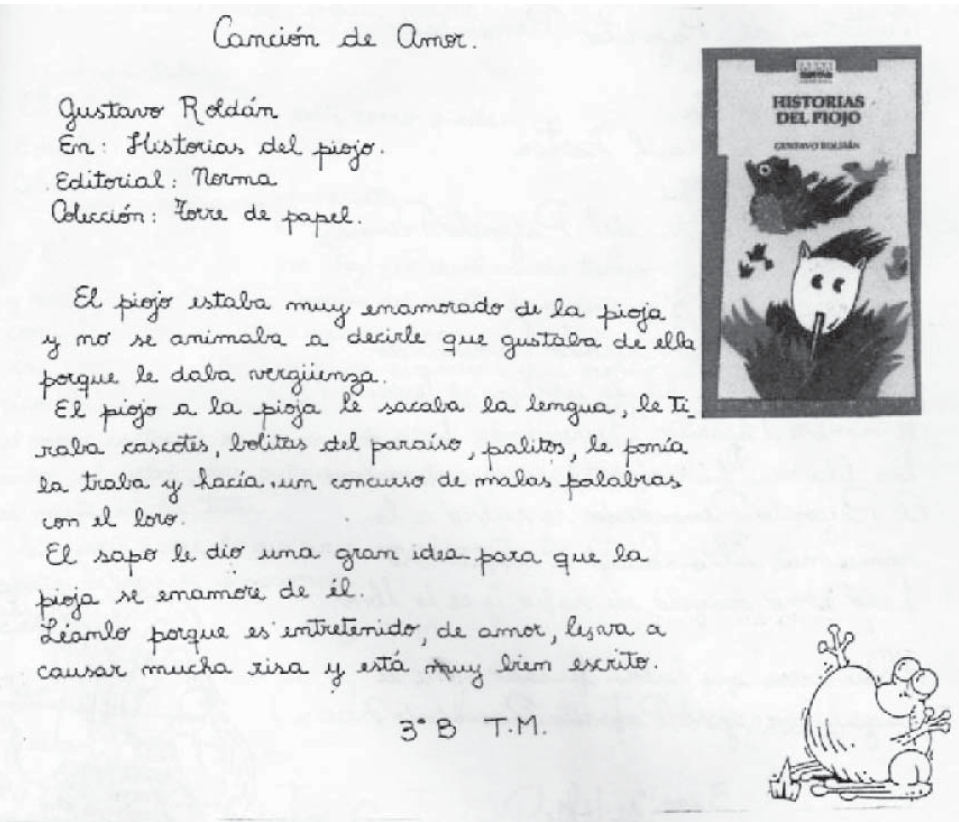 Canción de Amor.
Gustavo Roldán
En: Historias del piojo.
Editorial: Norma
Colección: Torre de papel.
HISTORIAS
DEL PIOJO
GUSTAVO ROLDÁN
El piojo estaba muy enamorado de la pioja
y no se animaba a decirle que gustaba de ella
porque le daba vergüenza.
El piojo a la pioja le sacaba la lengua, le ti_
raba cascotes, bolitas del paraíso, palitos, le ponía
la traba y hacía un concurso de malas palabras
con el loro.
El sapo le dio una gran idea para que la
pioja se enamore de él.
Léanlo porque es entretenido, de amor, les va a
causar mucha risa y está muy bien escrito.
3º B T.M.